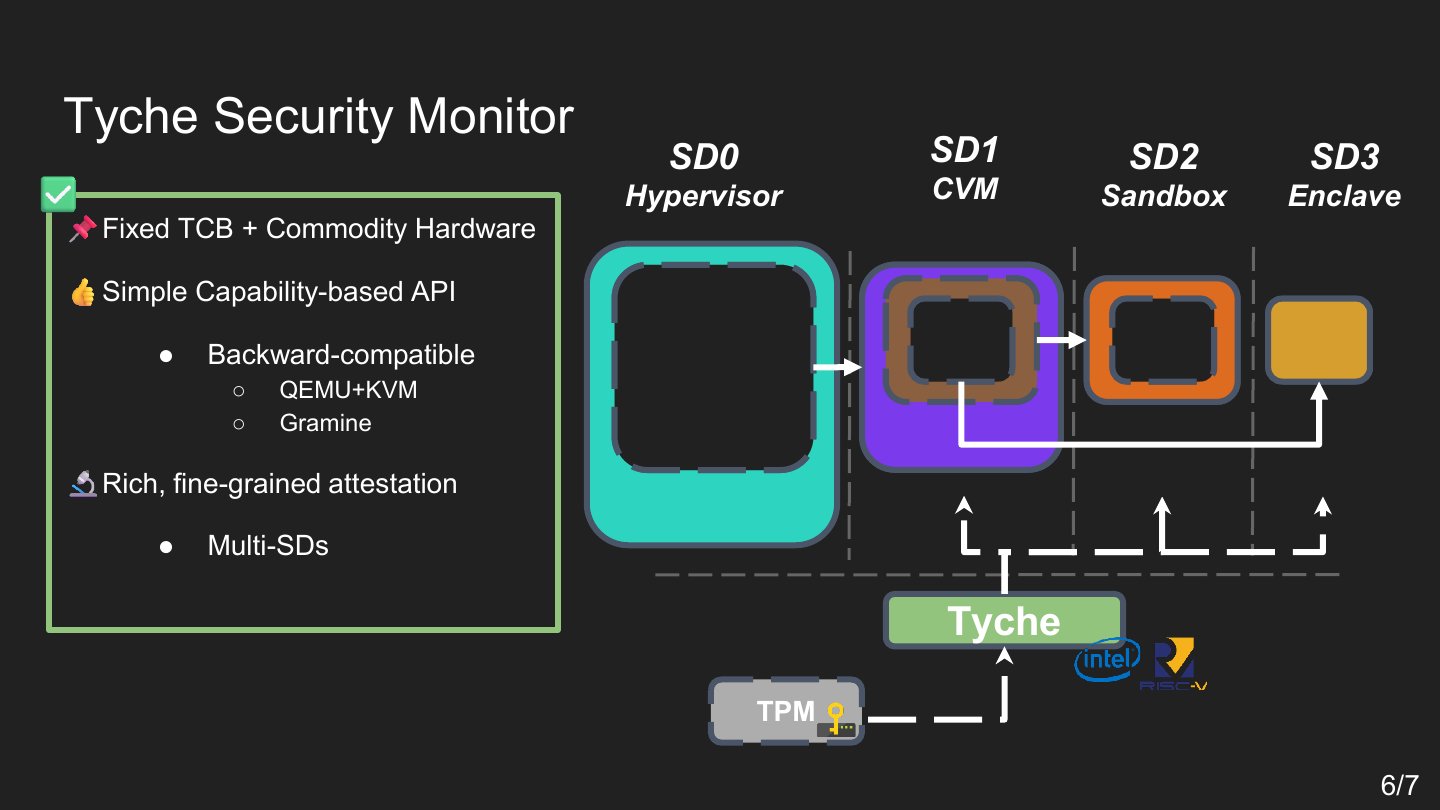 Tyche Security Monitor
Fixed TCB + Commodity Hardware
Simple Capability-based API
● Backward-compatible
○ QEMU+KVM
○ Gramine
Rich, fine-grained attestation
● Multi-SDs
SD0
Hypervisor
SD1
CVM
SD2
Sandbox
SD3
Enclave
Tyche
intel
RISC-V
TPM
6/7